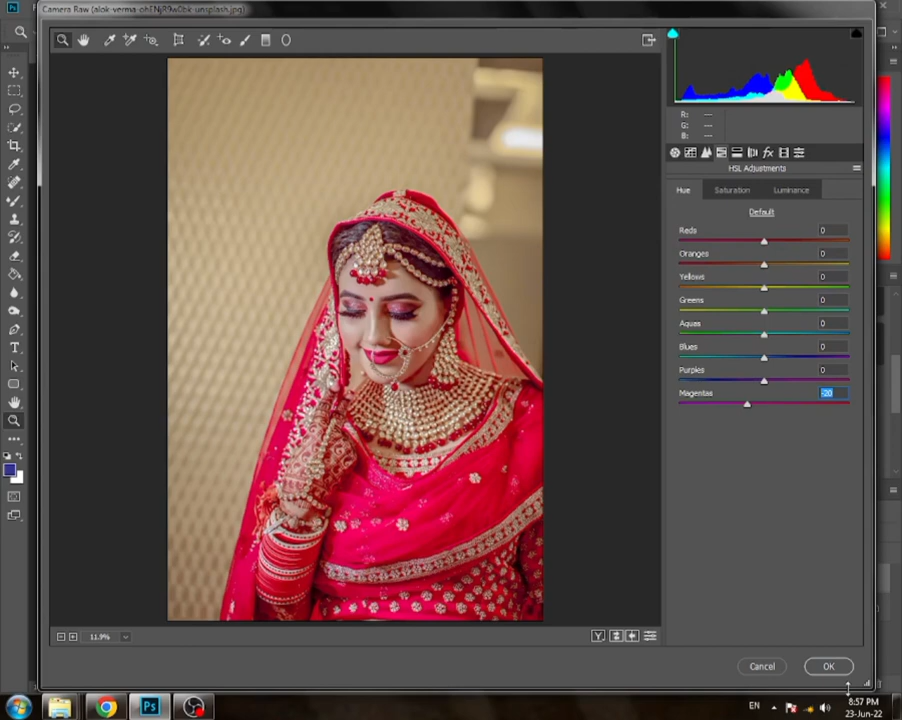 Camera Raw (alok-verma-ohENjR9w0bk-unsplash.jpg)
R: ---
G: ---
B: ---
fx
HSL Adjustments
Hue Saturation Luminance
Default
Reds 0
Oranges 0
Yellows 0
Greens 0
Aquas 0
Blues 0
Purples 0
Magentas -20
11.9%
Y
Cancel OK
Ps
EN
8:57 PM
23-Jun-22